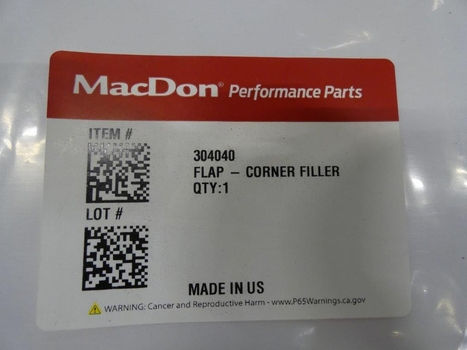 MacDon® Performance Parts
ITEM #
304040
FLAP – CORNER FILLER
QTY:1
LOT #
MADE IN US
WARNING: Cancer and Reproductive Harm - www.P65Warnings.ca.gov